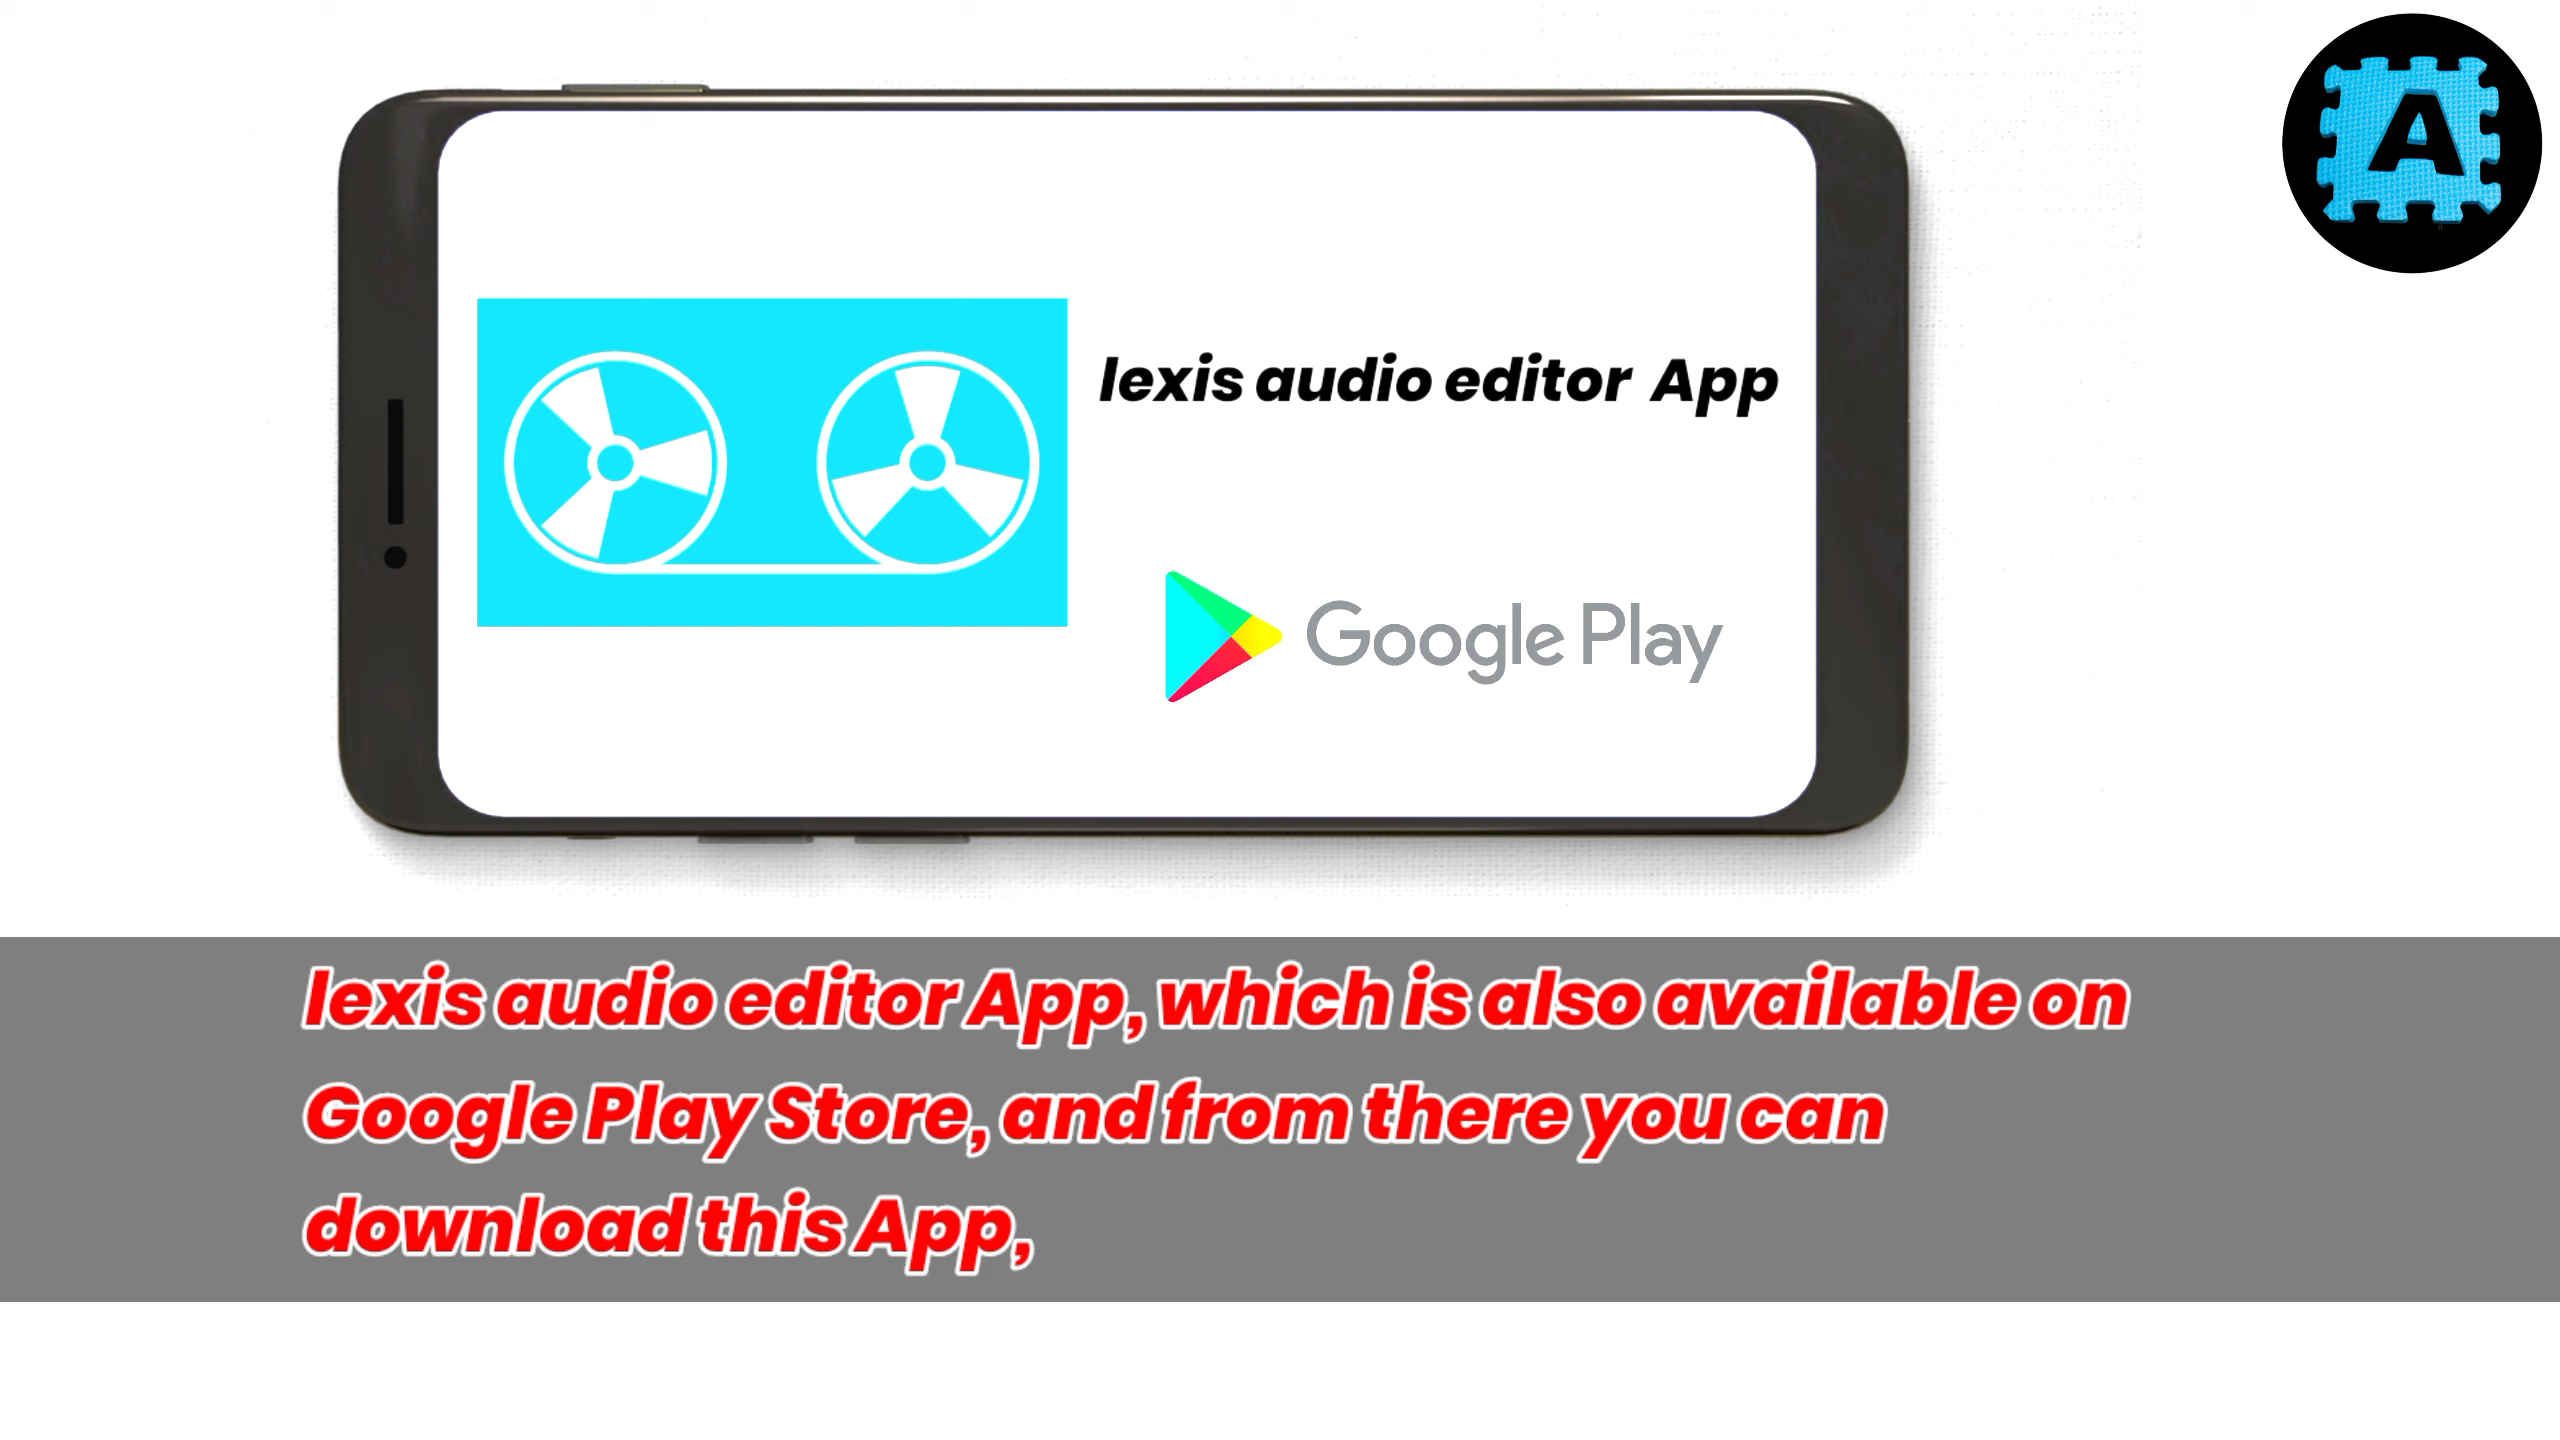 A
lexis audio editor App
Google Play
lexis audio editor App, which is also available on
Google Play Store, and from there you can
download this App,